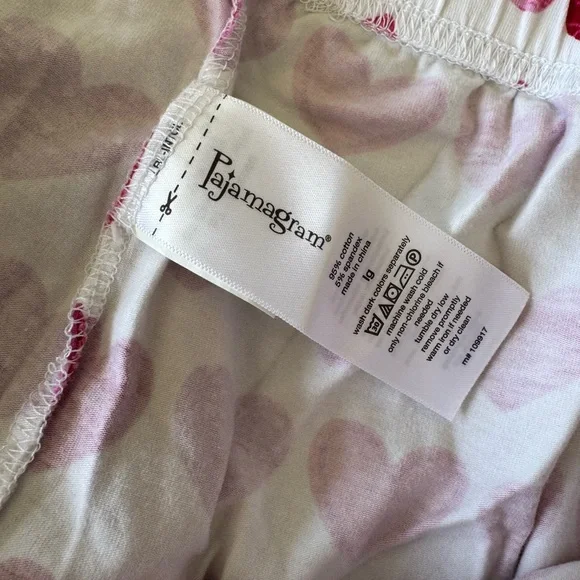 Pajamagram®
95% cotton
5% spandex
made in china
lg
wash dark colors separately
machine wash cold
only non-chlorine bleach if
needed
tumble dry low
remove promptly
warm iron if needed
or dry clean
m# 109917